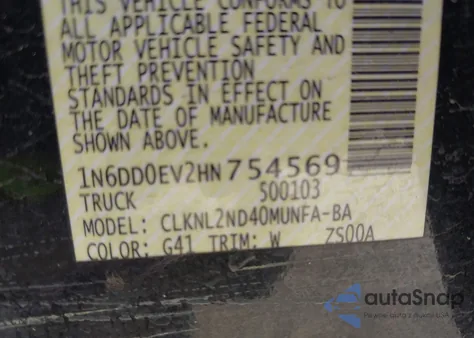 THIS VEHICLE CONFORMS TO
ALL APPLICABLE FEDERAL
MOTOR VEHICLE SAFETY AND
THEFT PREVENTION
STANDARDS IN EFFECT ON
THE DATE OF MANUFACTURE
SHOWN ABOVE.
1N6DD0EV2HN754569
TRUCK S00103
MODEL: CLKNL2ND40MUNFA-BA
COLOR: G41 TRIM: W ZS00A
autaSnap